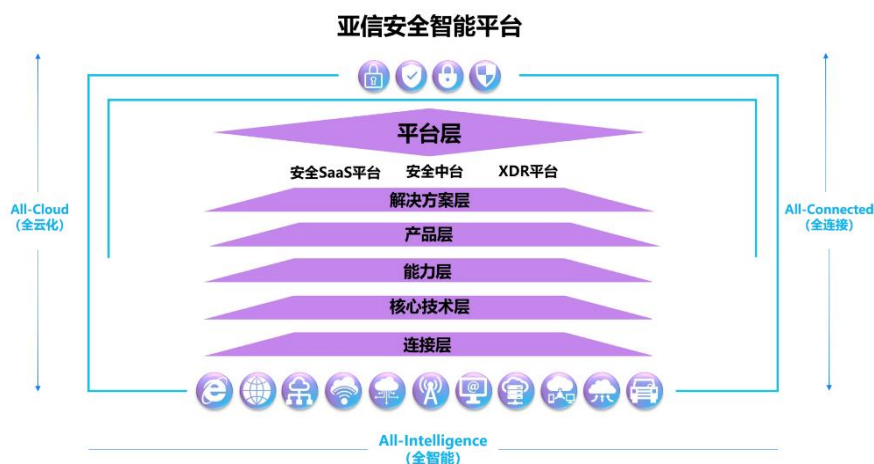 亚信安全智能平台
平台层
安全SaaS平台 安全中台 XDR平台
解决方案层
All-Cloud
(全云化)
All-Connected
(全连接)
产品层
能力层
核心技术层
连接层
All-Intelligence
(全智能)